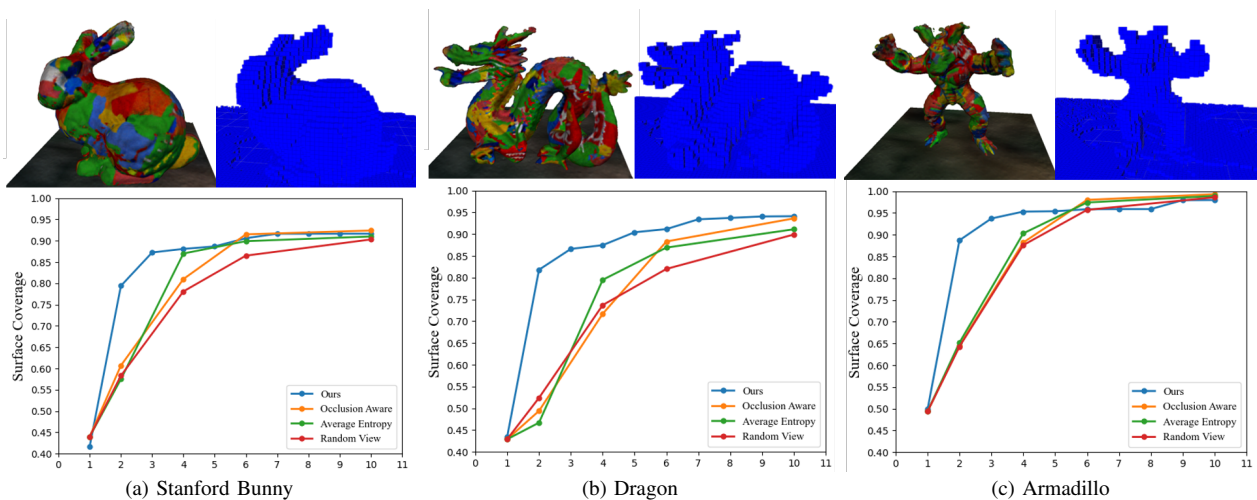 1.00
0.95
0.90
0.85
0.80
0.75
0.70
0.65
0.60
0.55
0.50
0.45
0.40
Surface Coverage
0 1 2 3 4 5 6 7 8 9 10 11
Ours
Occlusion Aware
Average Entropy
Random View
(a) Stanford Bunny
1.00
0.95
0.90
0.85
0.80
0.75
0.70
0.65
0.60
0.55
0.50
0.45
0.40
Surface Coverage
0 1 2 3 4 5 6 7 8 9 10 11
Ours
Occlusion Aware
Average Entropy
Random View
(b) Dragon
1.00
0.95
0.90
0.85
0.80
0.75
0.70
0.65
0.60
0.55
0.50
0.45
0.40
Surface Coverage
0 1 2 3 4 5 6 7 8 9 10 11
Ours
Occlusion Aware
Average Entropy
Random View
(c) Armadillo